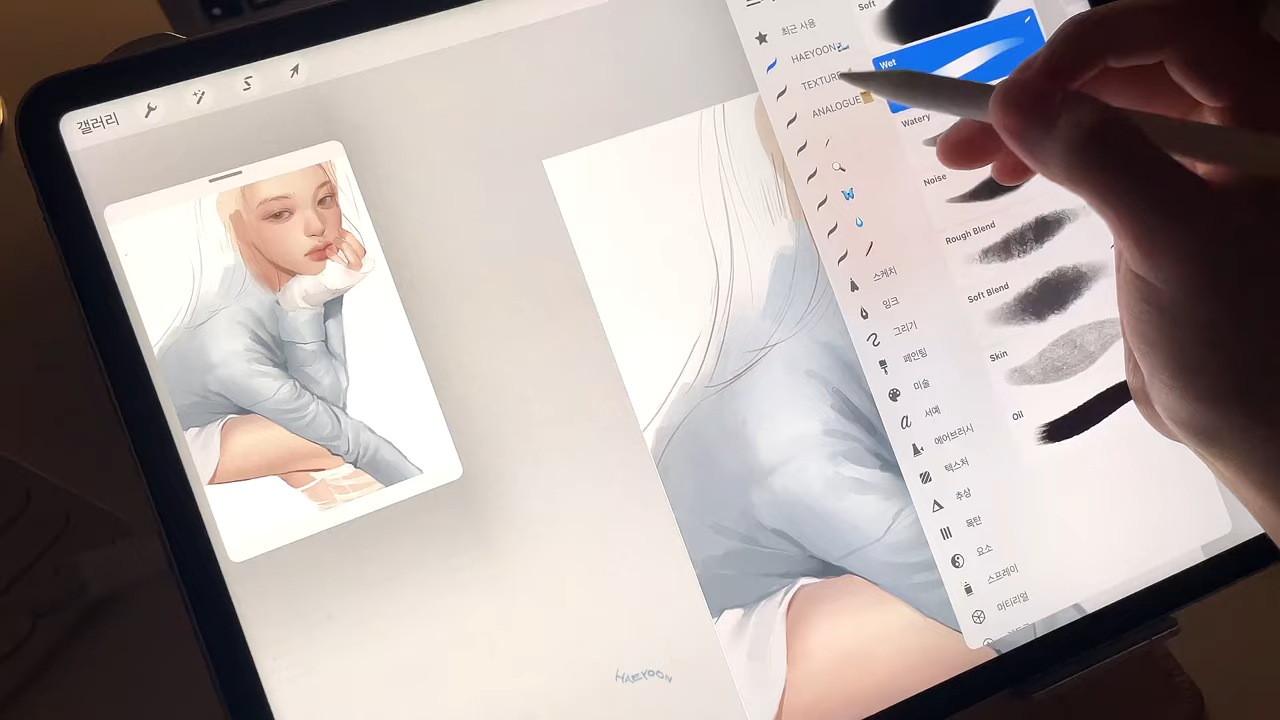 갤러리
최근 사용
HAEYOON
TEXTURE
ANALOGUE
스케치
잉크
그리기
페인팅
미술
서예
에어브러시
텍스처
추상
목탄
요소
스프레이
머티리얼
Soft
Wet
Watery
Noise
Rough Blend
Soft Blend
Skin
Oil
HAEYOON